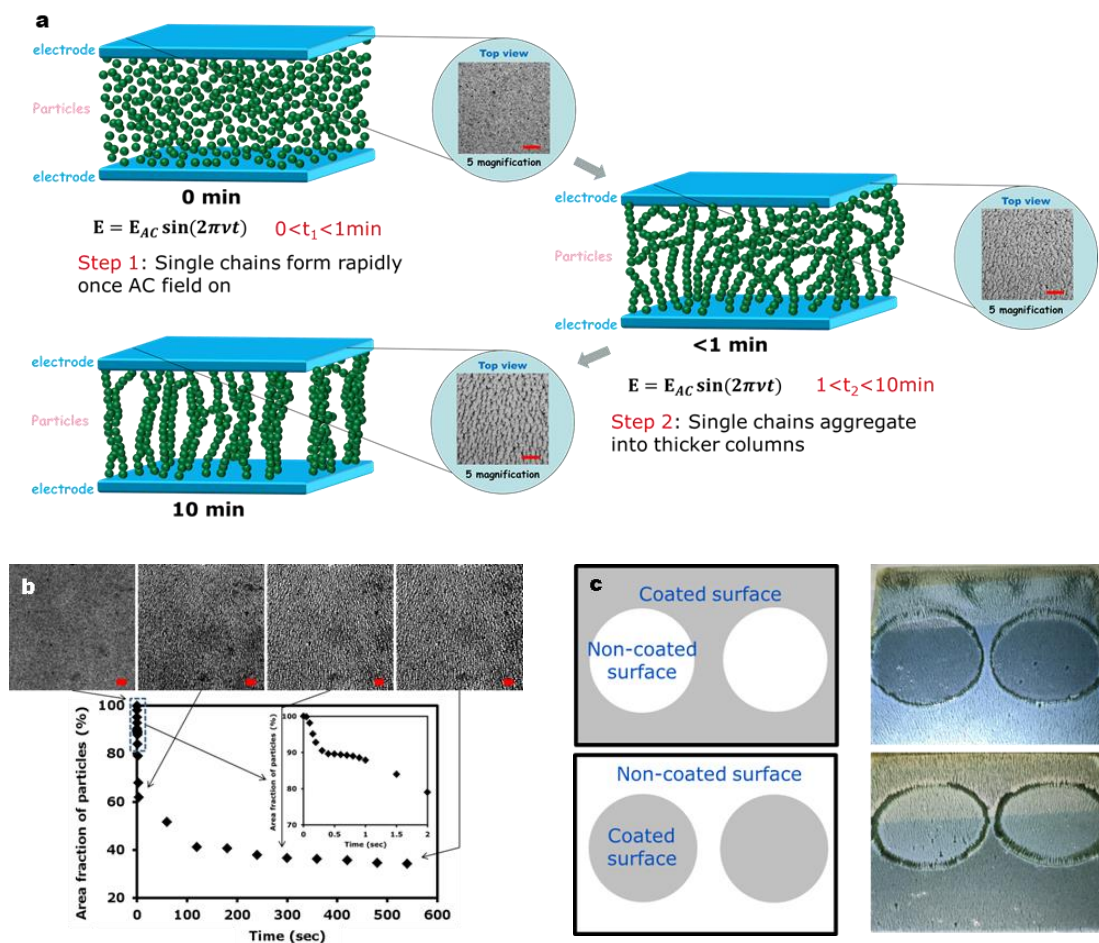 a
electrode
Particles
electrode
Top view
5 magnification
0 min
E = E_AC sin(2πνt) 0<t₁<1min
Step 1: Single chains form rapidly
once AC field on
electrode
Particles
electrode
Top view
5 magnification
<1 min
E = E_AC sin(2πνt) 1<t₂<10min
Step 2: Single chains aggregate
into thicker columns
electrode
Particles
electrode
Top view
5 magnification
10 min
b
Area fraction of particles (%)
100
80
60
40
20
0
100
200
300
400
500
600
Time (sec)
Area fraction of particles (%)
100
90
80
70
0
0.5
1
1.5
2
Time (sec)
c
Coated surface
Non-coated
surface
Non-coated surface
Coated
surface